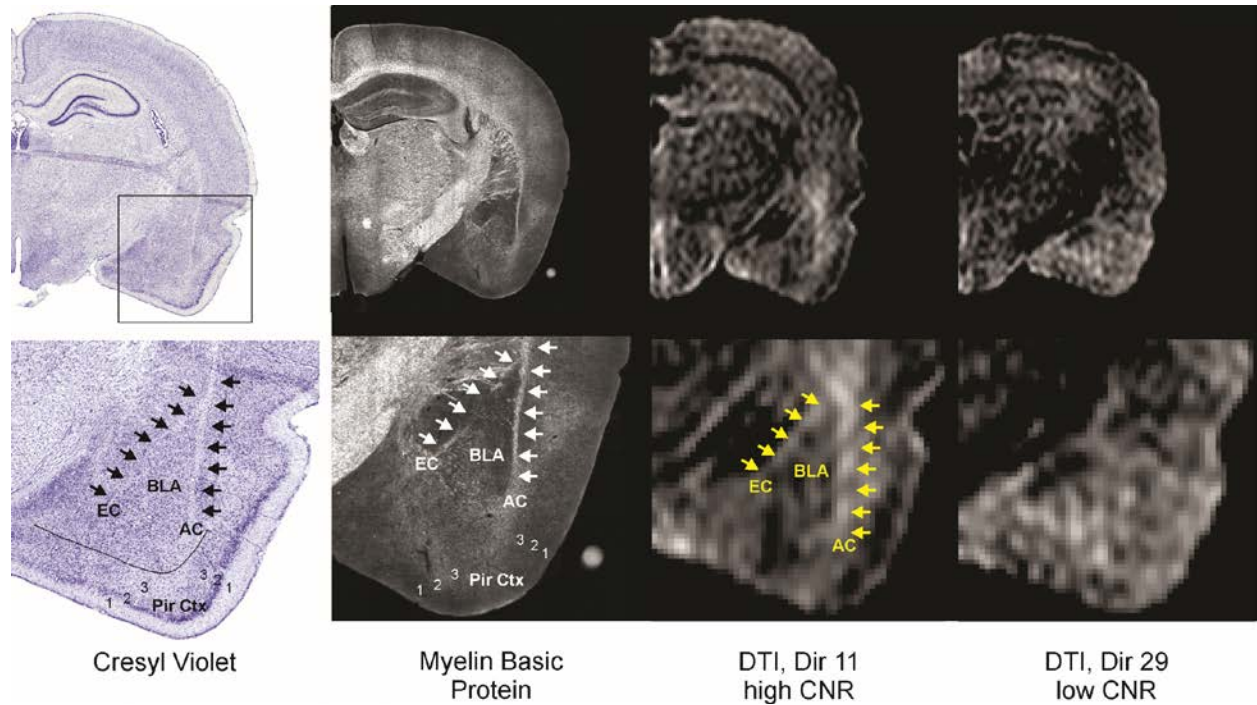 EC
BLA
AC
3
2
1
1
2
3
Pir Ctx
EC
BLA
AC
3
2
1
1
2
3
Pir Ctx
EC
BLA
AC
Cresyl Violet
Myelin Basic
Protein
DTI, Dir 11
high CNR
DTI, Dir 29
low CNR